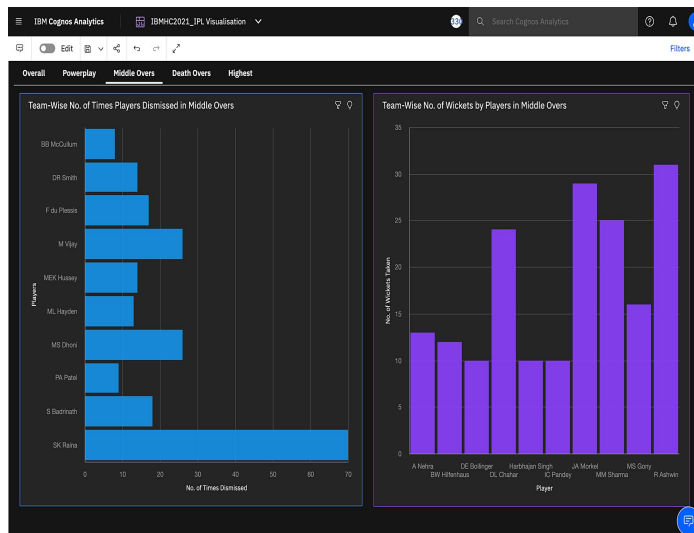 IBM Cognos Analytics
IBMHC2021_IPL Visualisation
Search Cognos Analytics
Edit
Filters
Overall Powerplay Middle Overs Death Overs Highest
Team-Wise No. of Times Players Dismissed in Middle Overs
Players
BB McCullum
DR Smith
F du Plessis
M Vijay
MEK Hussey
ML Hayden
MS Dhoni
PA Patel
S Badrinath
SK Raina
0 10 20 30 40 50 60 70
No. of Times Dismissed
Team-Wise No. of Wickets by Players in Middle Overs
No. of Wickets Taken
35
30
25
20
15
10
5
0
A Nehra DE Bollinger Harbhajan Singh JA Morkel MS Gony
BW Hilfenhaus DL Chahar IC Pandey MM Sharma R Ashwin
Player